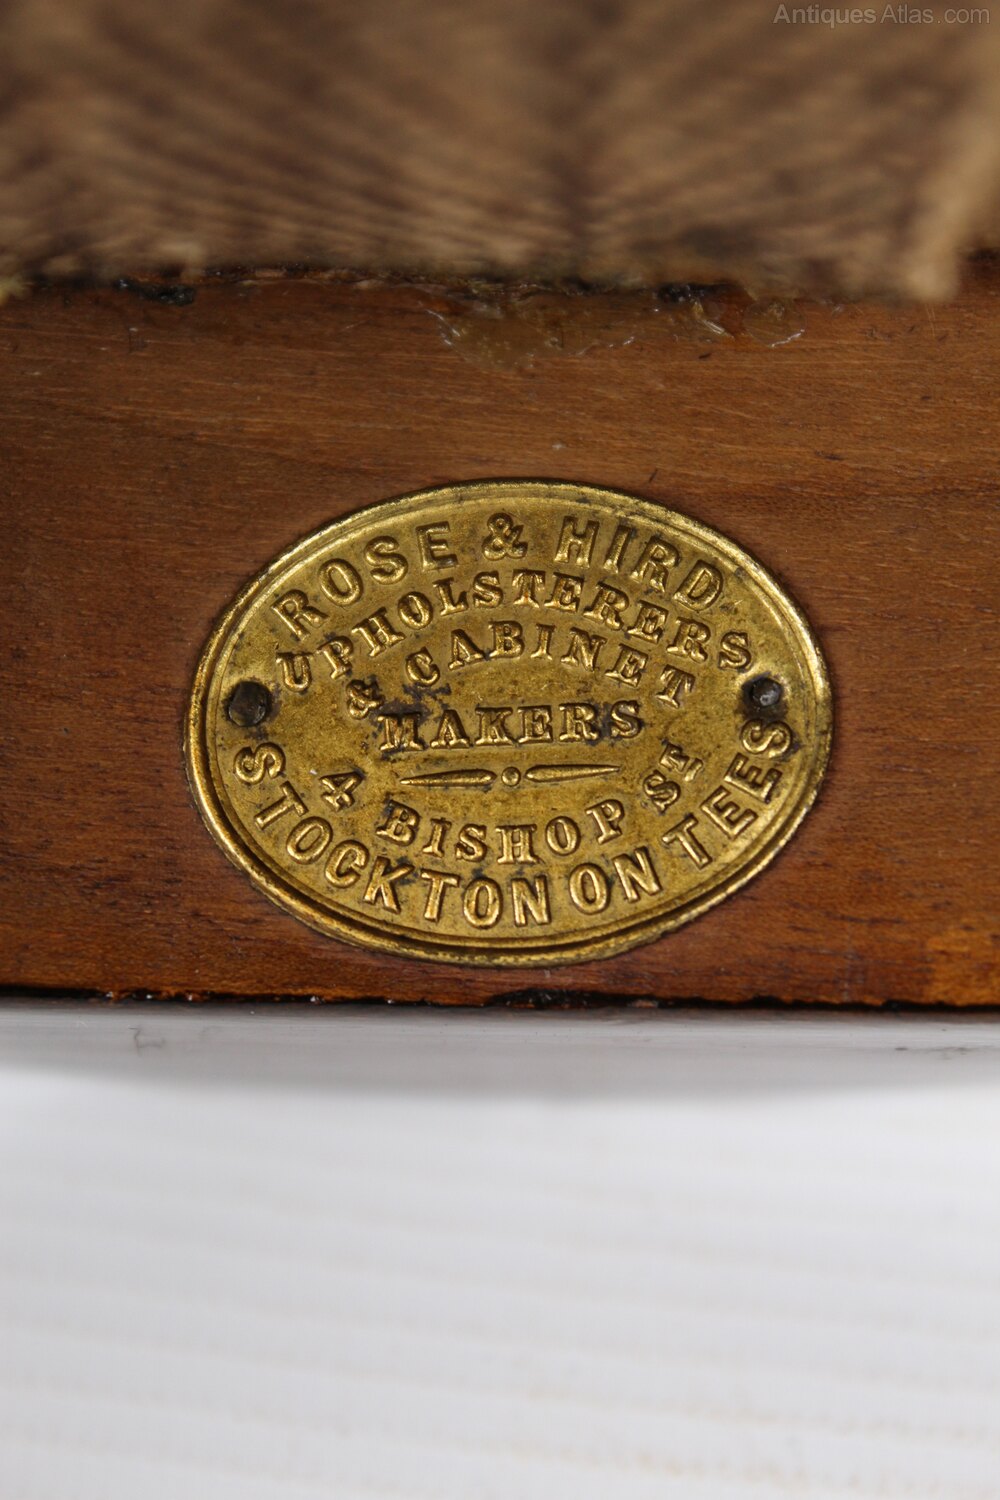 AntiquesAtlas.com
ROSE & HIRD
UPHOLSTERERS
& CABINET
MAKERS
4 BISHOP ST
STOCKTON ON TEES